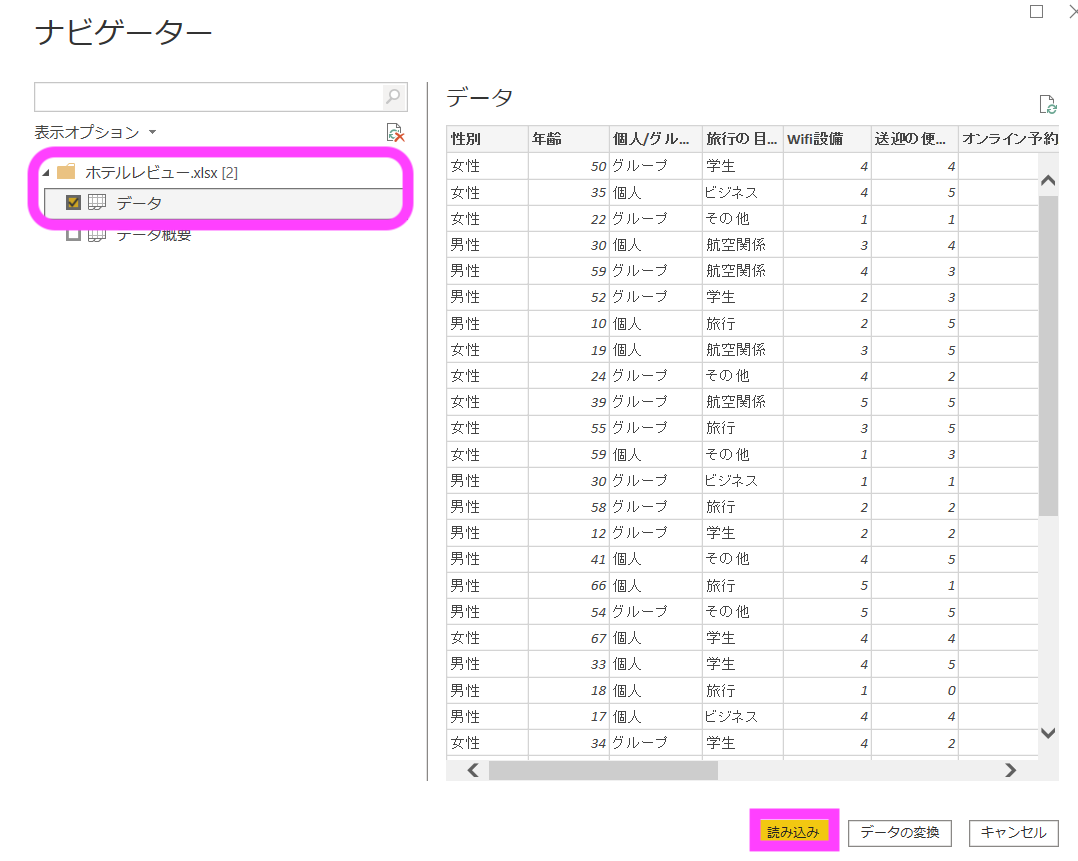 ナビゲーター
表示オプション
ホテルレビュー.xlsx [2]
データ
データ概要
データ
性別 年齢 個人/グル... 旅行の目... Wifi設備 送迎の便... オンライン予約
女性 50 グループ 学生 4 4
女性 35 個人 ビジネス 4 5
女性 22 グループ その他 1 1
男性 30 個人 航空関係 3 4
男性 59 グループ 航空関係 4 3
男性 52 グループ 学生 2 3
男性 10 個人 旅行 2 5
女性 19 個人 航空関係 3 5
女性 24 グループ その他 4 2
女性 39 グループ 航空関係 5 5
女性 55 グループ 旅行 3 5
女性 59 個人 その他 1 3
男性 30 グループ ビジネス 1 1
男性 58 グループ 旅行 2 2
男性 12 グループ 学生 2 2
男性 41 個人 その他 4 5
男性 66 個人 旅行 5 1
男性 54 グループ その他 5 5
女性 67 個人 学生 4 4
男性 33 個人 学生 4 5
男性 18 個人 旅行 1 0
男性 17 個人 ビジネス 4 4
女性 34 グループ 学生 4 2
読み込み データの変換 キャンセル